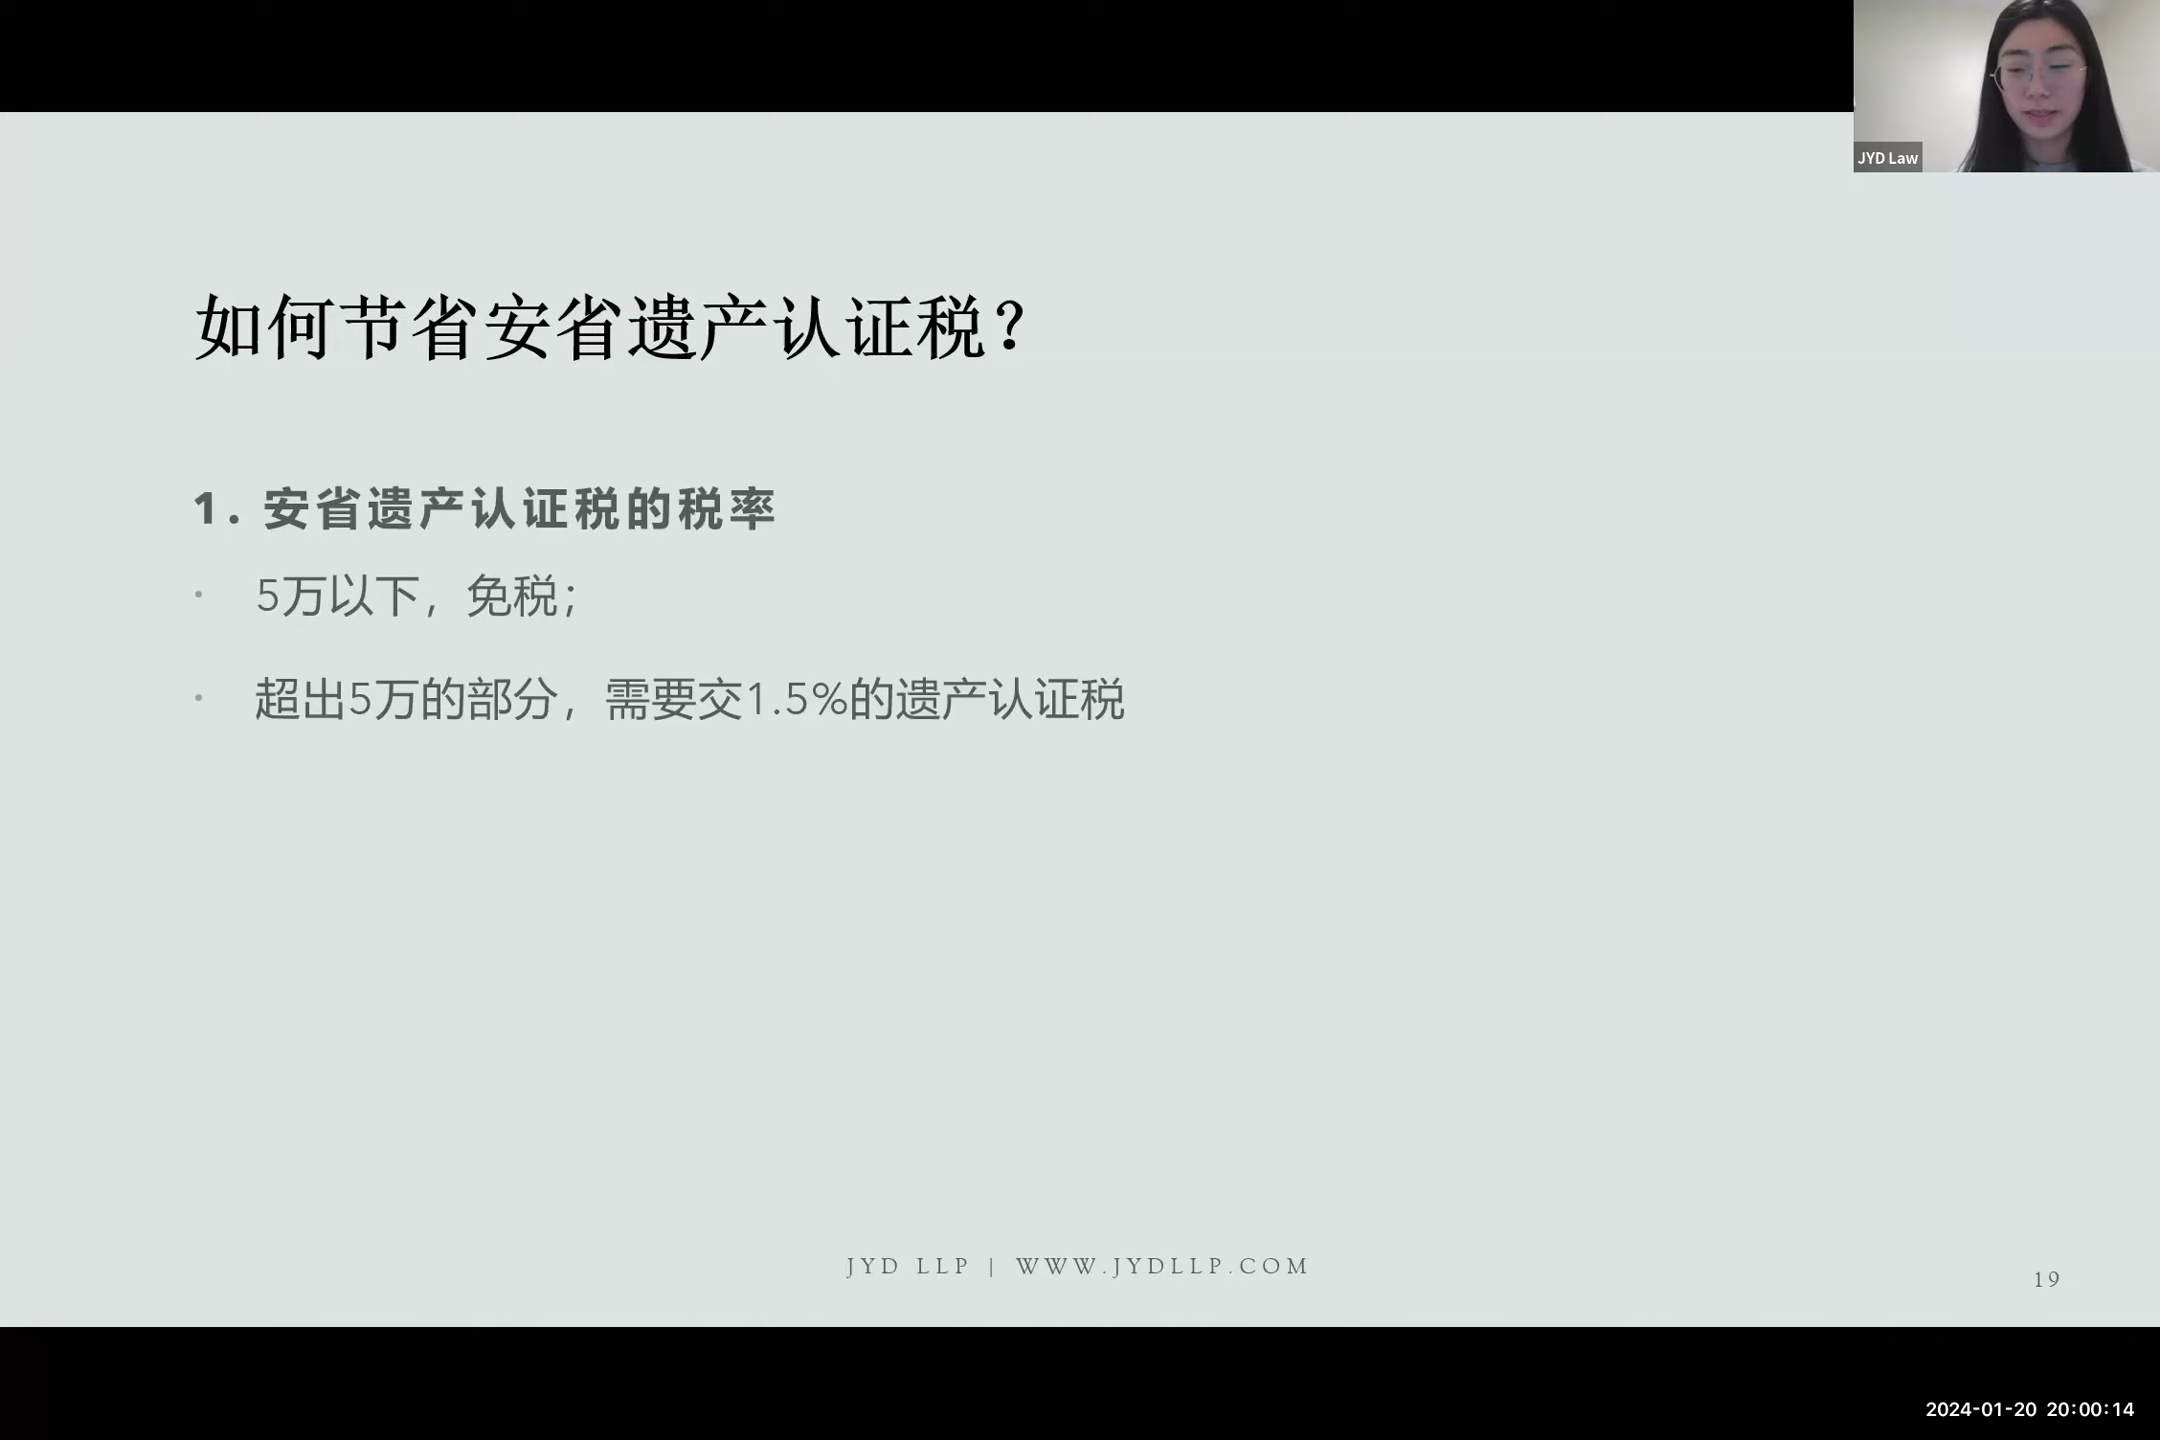 JYD Law
如何节省安省遗产认证税?
1. 安省遗产认证税的税率
· 5万以下，免税；
· 超出5万的部分，需要交1.5%的遗产认证税
JYD LLP | WWW.JYDLLP.COM
19
2024-01-20 20:00:14